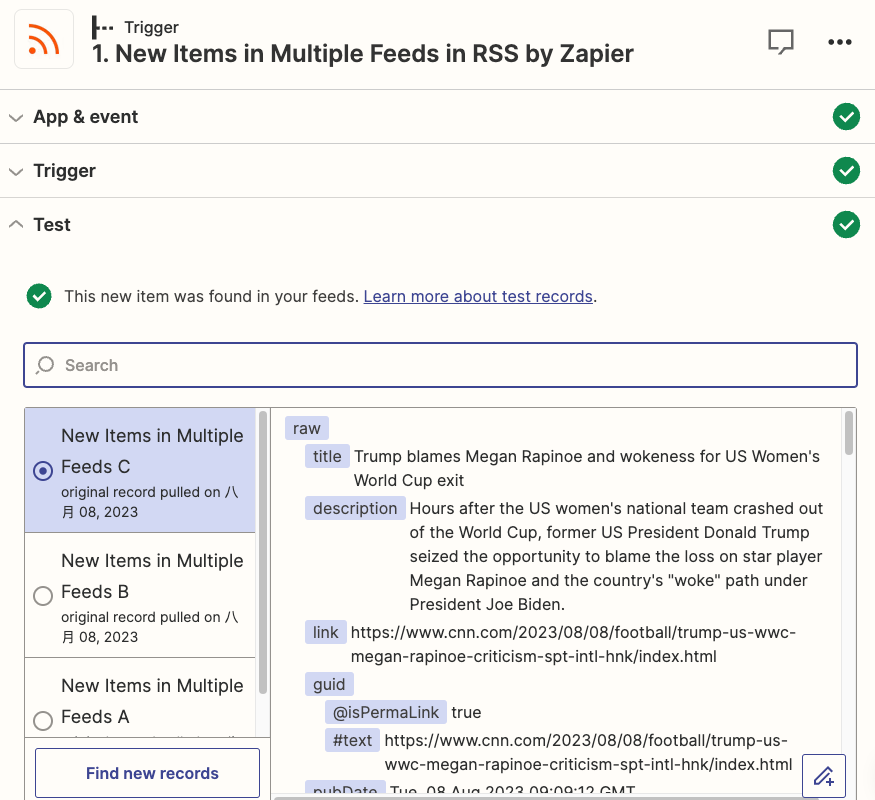 Trigger
1. New Items in Multiple Feeds in RSS by Zapier
App & event
Trigger
Test
This new item was found in your feeds. Learn more about test records.
Search
New Items in Multiple
Feeds C
original record pulled on 八
月 08, 2023
New Items in Multiple
Feeds B
original record pulled on 八
月 08, 2023
New Items in Multiple
Feeds A
Find new records
raw
title Trump blames Megan Rapinoe and wokeness for US Women's
World Cup exit
description Hours after the US women's national team crashed out
of the World Cup, former US President Donald Trump
seized the opportunity to blame the loss on star player
Megan Rapinoe and the country's "woke" path under
President Joe Biden.
link https://www.cnn.com/2023/08/08/football/trump-us-wwc-
megan-rapinoe-criticism-spt-intl-hnk/index.html
guid
@isPermaLink true
#text https://www.cnn.com/2023/08/08/football/trump-us-
wwc-megan-rapinoe-criticism-spt-intl-hnk/index.html
pubDate Tue, 08 Aug 2023 09:09:12 GMT